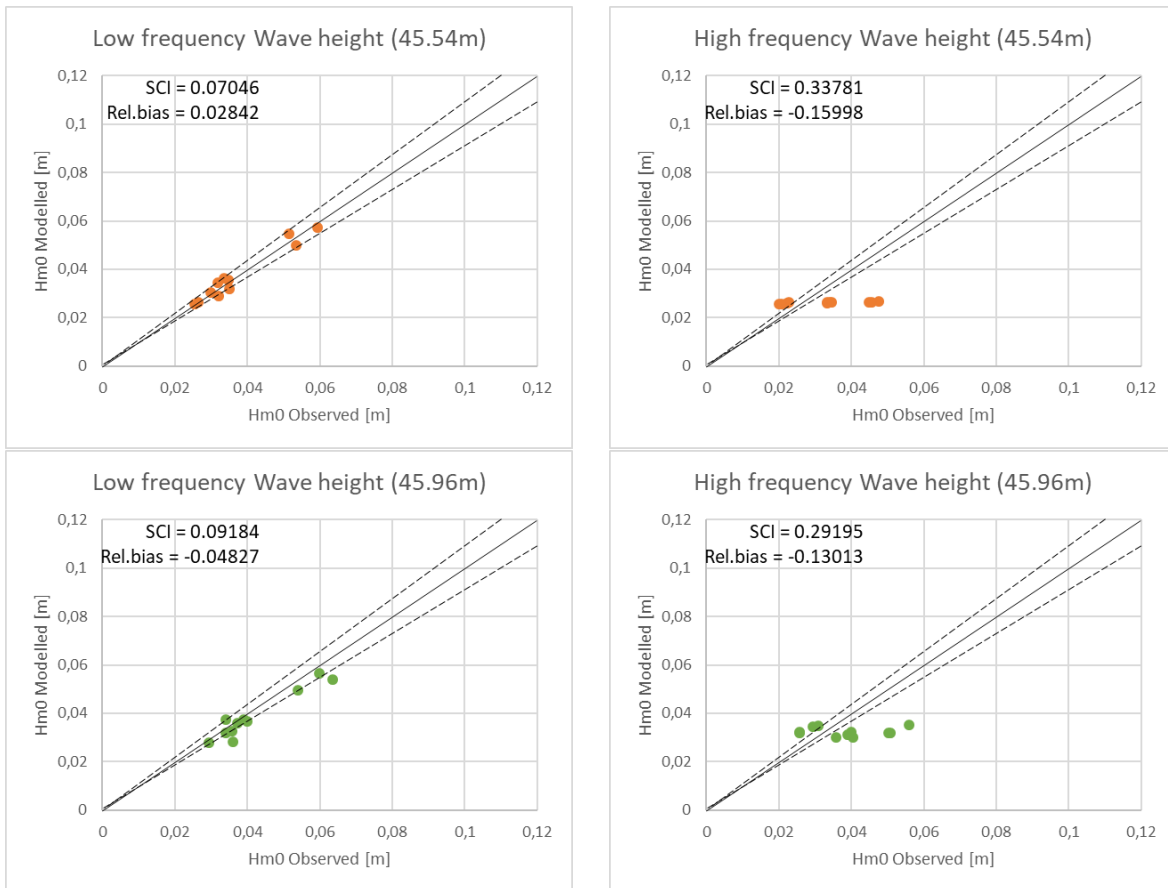 Low frequency Wave height (45.54m)
SCI = 0.07046
Rel.bias = 0.02842
0,12
0,1
0,08
0,06
0,04
0,02
0
Hm0 Modelled [m]
0 0,02 0,04 0,06 0,08 0,1 0,12
Hm0 Observed [m]
High frequency Wave height (45.54m)
SCI = 0.33781
Rel.bias = -0.15998
0,12
0,1
0,08
0,06
0,04
0,02
0
Hm0 Modelled [m]
0 0,02 0,04 0,06 0,08 0,1 0,12
Hm0 Observed [m]
Low frequency Wave height (45.96m)
SCI = 0.09184
Rel.bias = -0.04827
0,12
0,1
0,08
0,06
0,04
0,02
0
Hm0 Modelled [m]
0 0,02 0,04 0,06 0,08 0,1 0,12
Hm0 Observed [m]
High frequency Wave height (45.96m)
SCI = 0.29195
Rel.bias = -0.13013
0,12
0,1
0,08
0,06
0,04
0,02
0
Hm0 Modelled [m]
0 0,02 0,04 0,06 0,08 0,1 0,12
Hm0 Observed [m]